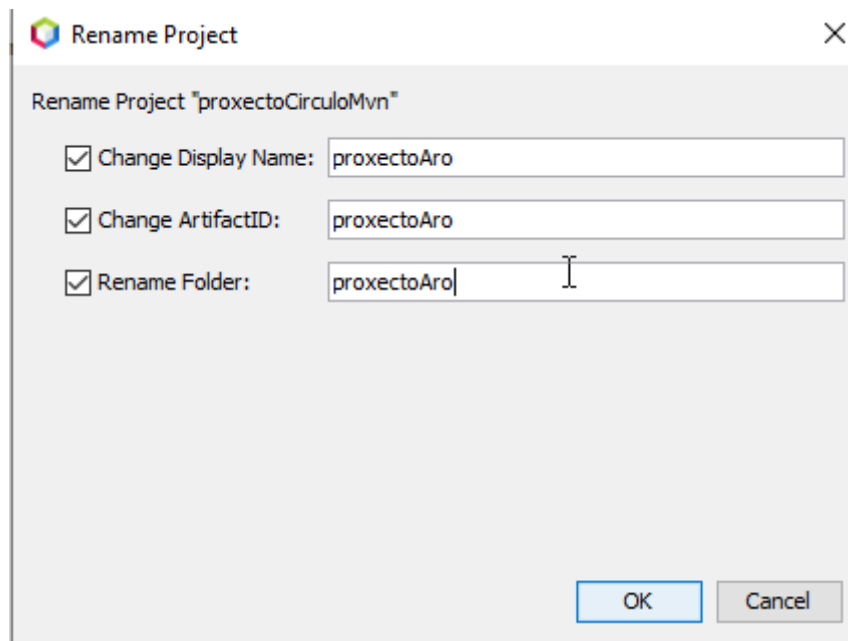 Rename Project
Rename Project "proxectoCirculoMvn"
Change Display Name: proxectoAro
Change ArtifactID: proxectoAro
Rename Folder: proxectoAro
OK Cancel